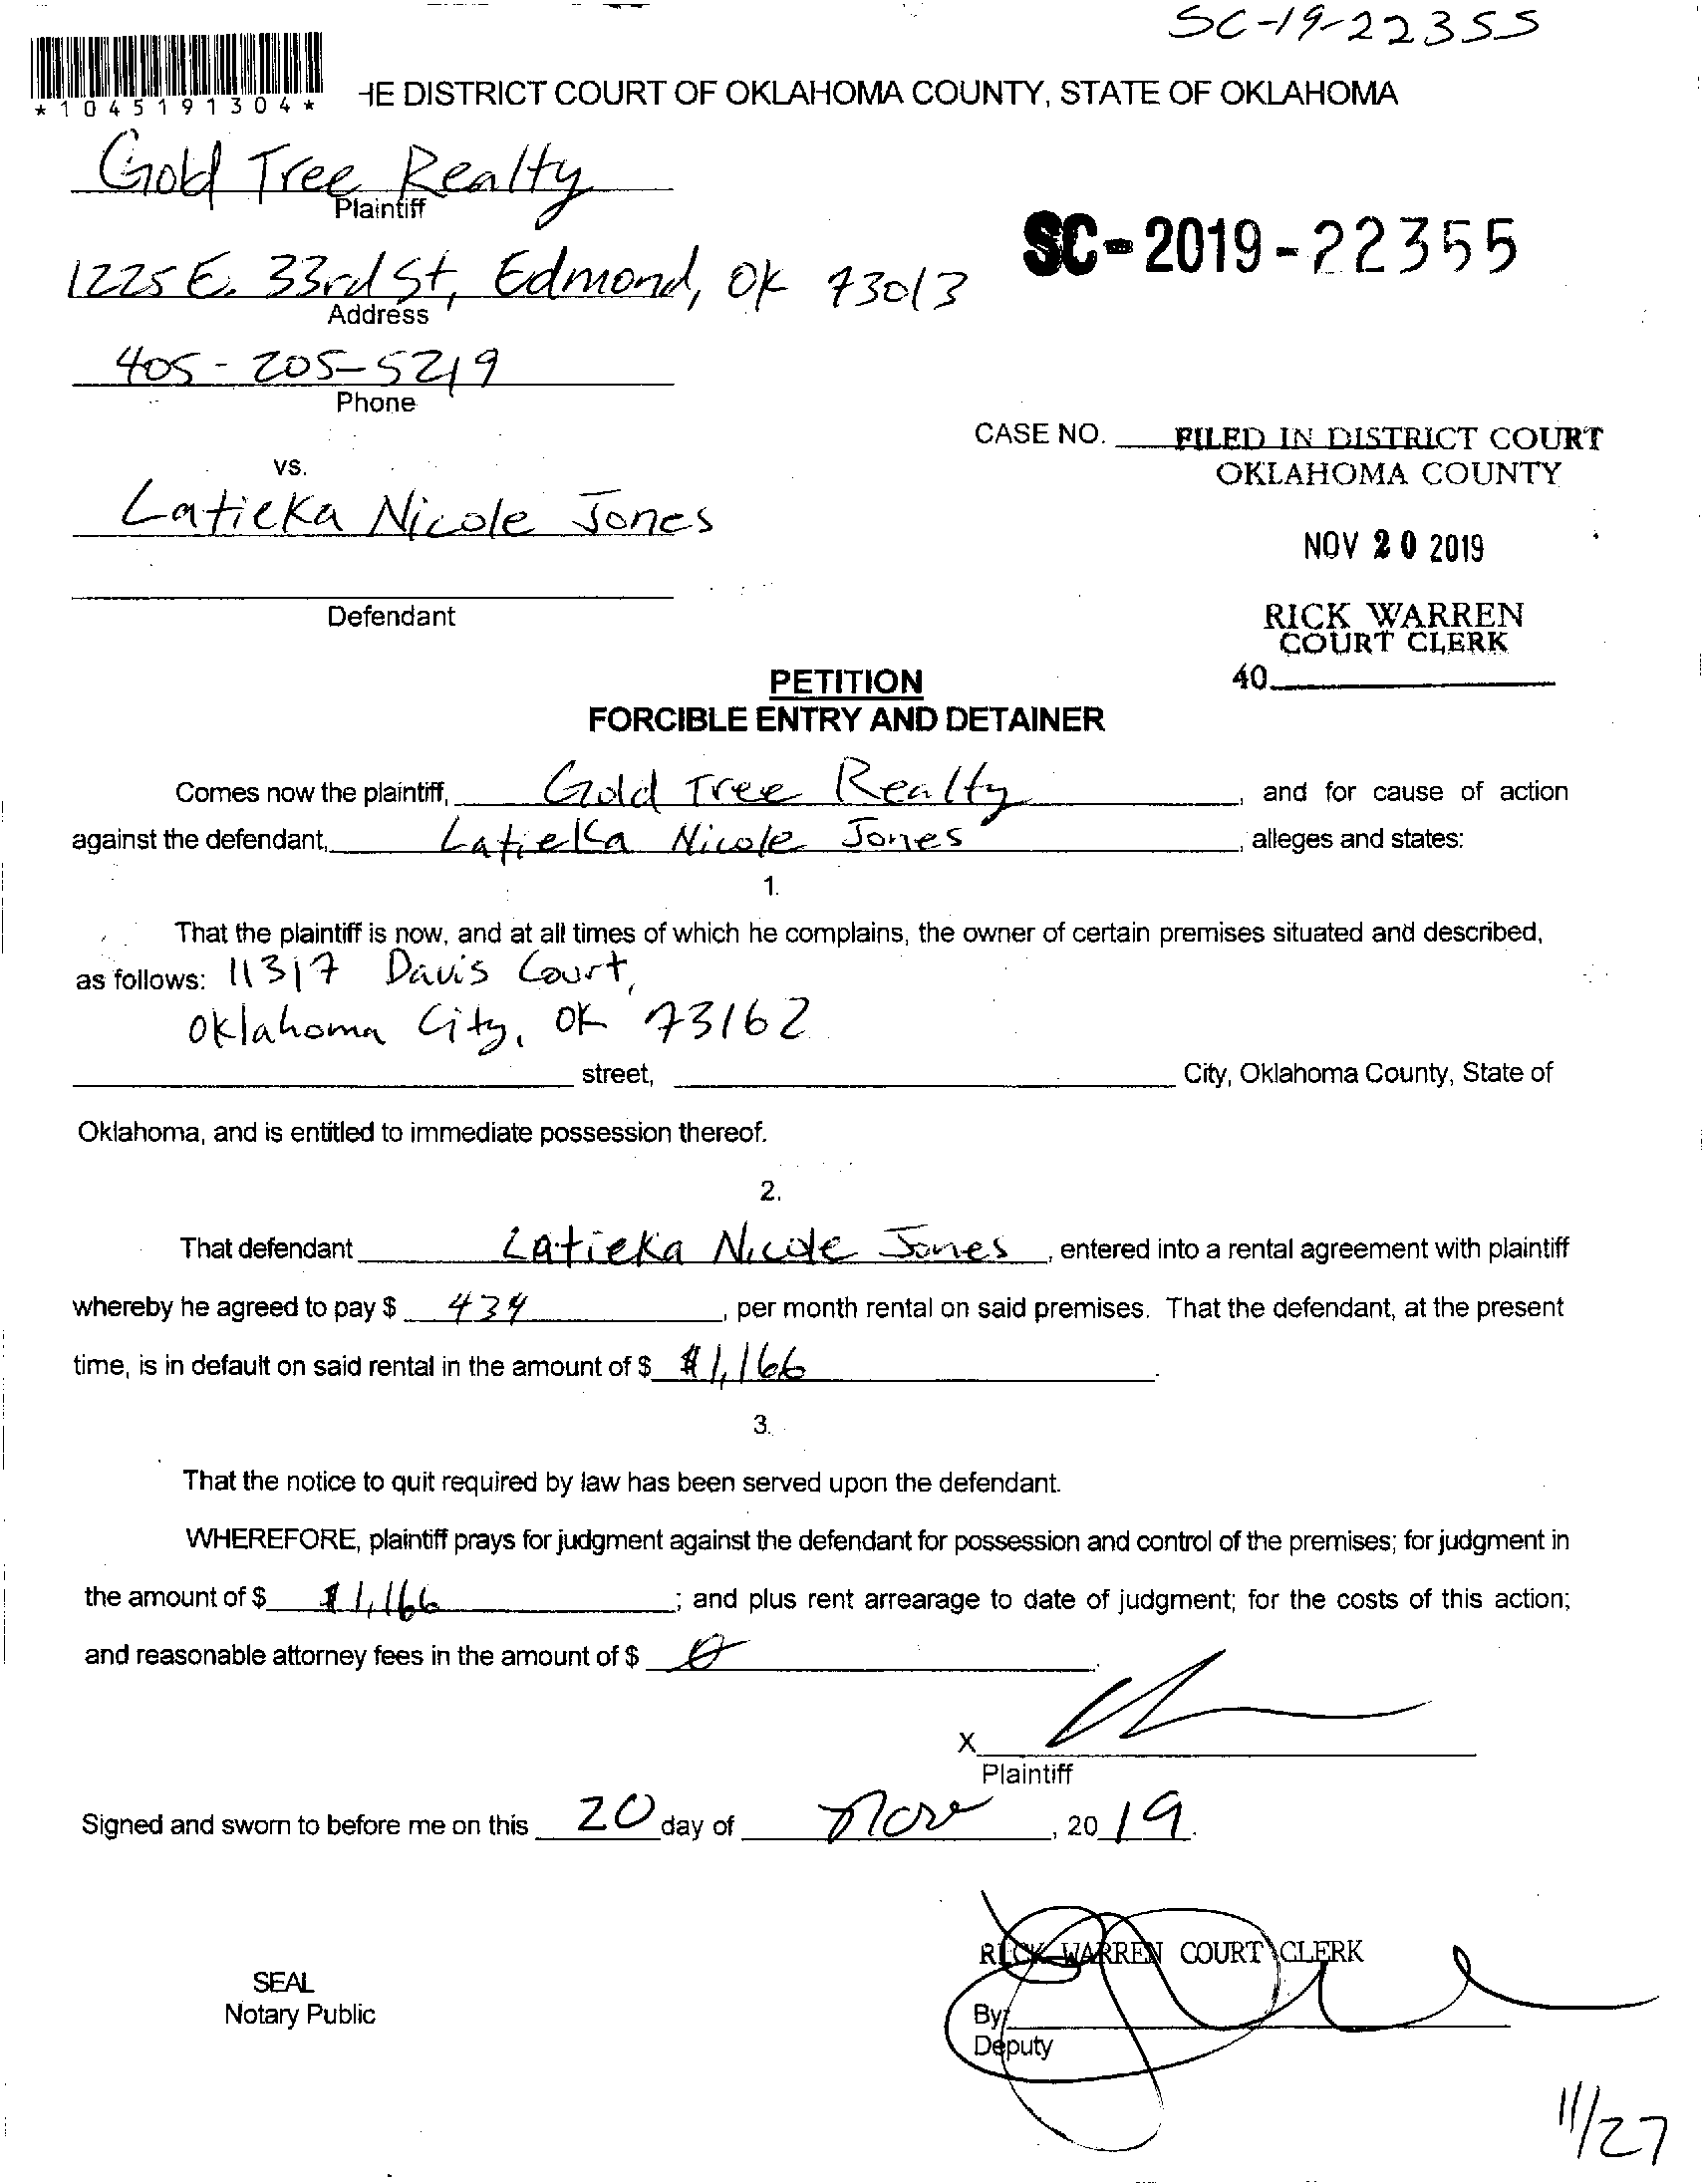 SC-19-22355
*1045191304*
HE DISTRICT COURT OF OKLAHOMA COUNTY, STATE OF OKLAHOMA
Gold Tree Realty
Plaintiff
SC-2019-22355
1225 E. 33rd St, Edmond, OK 73013
Address
405-205-5219
Phone
CASE NO. FILED IN DISTRICT COURT
OKLAHOMA COUNTY
vs.
Latieka Nicole Jones
NOV 20 2019
Defendant
RICK WARREN
COURT CLERK
40
PETITION
FORCIBLE ENTRY AND DETAINER
Comes now the plaintiff, Gold Tree Realty, and for cause of action
against the defendant, Latieka Nicole Jones, alleges and states:
1.
That the plaintiff is now, and at all times of which he complains, the owner of certain premises situated and described,
as follows: 11317 Davis Court,
Oklahoma City, OK 73162
street, City, Oklahoma County, State of
Oklahoma, and is entitled to immediate possession thereof.
2.
That defendant Latieka Nicole Jones, entered into a rental agreement with plaintiff
whereby he agreed to pay $ 434, per month rental on said premises. That the defendant, at the present
time, is in default on said rental in the amount of $ $1,166.
3.
That the notice to quit required by law has been served upon the defendant.
WHEREFORE, plaintiff prays for judgment against the defendant for possession and control of the premises; for judgment in
the amount of $ $1,166; and plus rent arrearage to date of judgment; for the costs of this action;
and reasonable attorney fees in the amount of $ 0.
X
Plaintiff
Signed and sworn to before me on this 20 day of Nov, 2019.
RICK WARREN COURT CLERK
SEAL
Notary Public
By:
Deputy
11/27